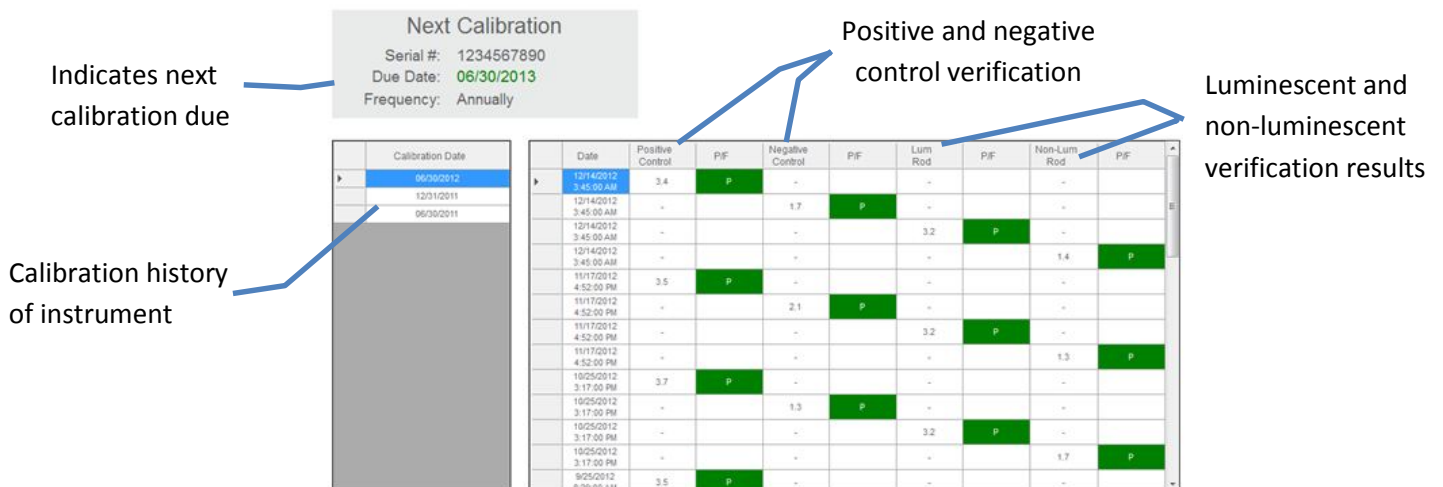 Next Calibration
Serial #: 1234567890
Due Date: 06/30/2013
Frequency: Annually
Indicates next
calibration due
Positive and negative
control verification
Luminescent and
non-luminescent
verification results
Calibration history
of instrument
Calibration Date
06/30/2012
12/31/2011
06/30/2011
Date Positive Control P/F Negative Control P/F Lum Rod P/F Non-Lum Rod P/F
12/14/2012 3:45:00 AM 3.4 P - - -
12/14/2012 3:45:00 AM - 1.7 P - -
12/14/2012 3:45:00 AM - - 3.2 P -
12/14/2012 3:45:00 AM - - - 1.4 P
11/17/2012 4:52:00 PM 3.5 P - - -
11/17/2012 4:52:00 PM - 2.1 P - -
11/17/2012 4:52:00 PM - - 3.2 P -
11/17/2012 4:52:00 PM - - - 1.3 P
10/25/2012 3:17:00 PM 3.7 P - - -
10/25/2012 3:17:00 PM - 1.3 P - -
10/25/2012 3:17:00 PM - - 3.2 P -
10/25/2012 3:17:00 PM - - - 1.7 P
9/25/2012 3.5 P - - -